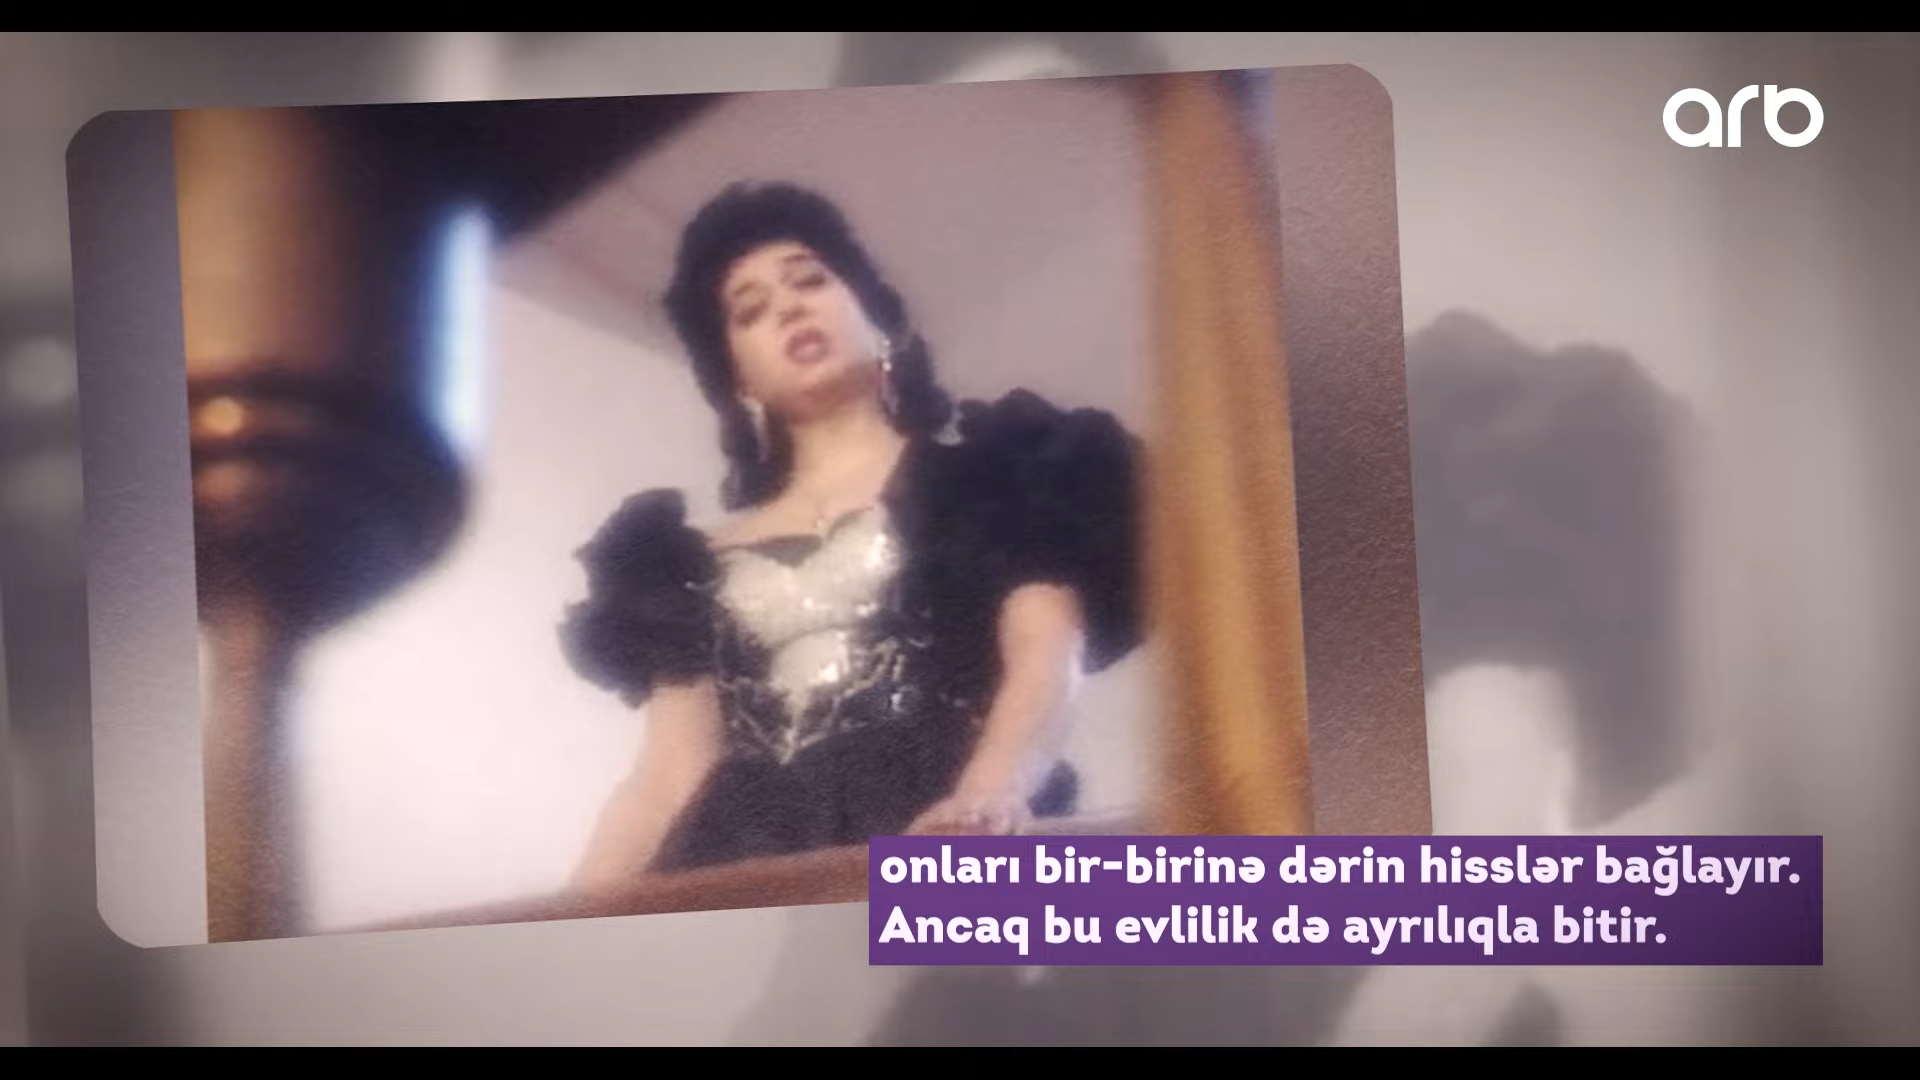 arb
onları bir-birinə dərin hisslər bağlayır.
Ancaq bu evlilik də ayrılıqla bitir.